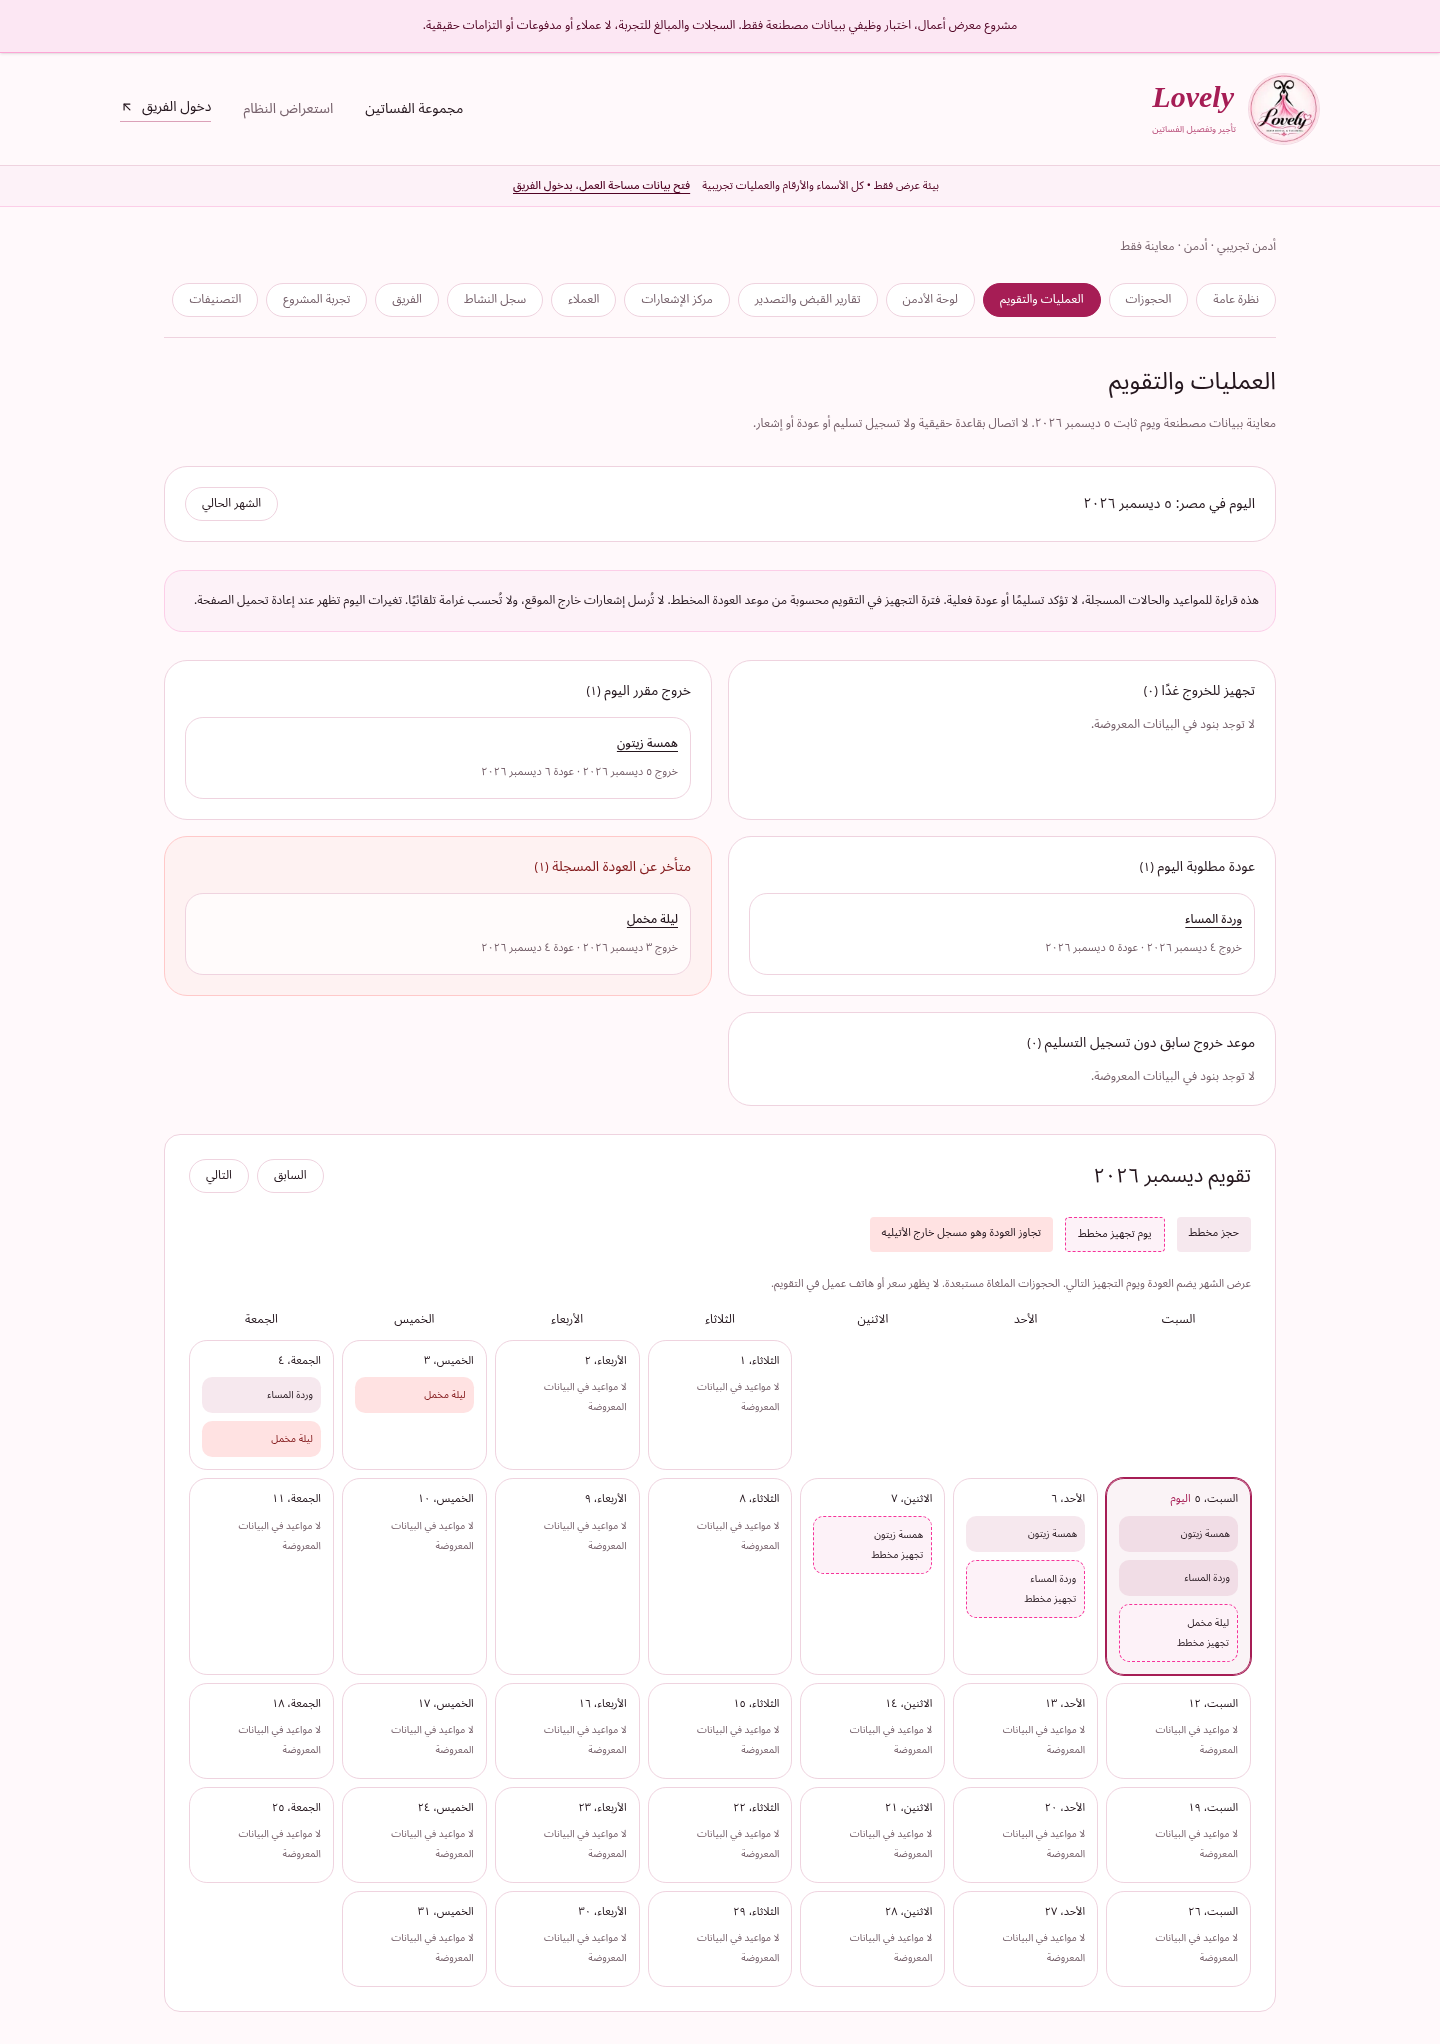 مشروع معرض أعمال، اختبار وظيفي ببيانات مصطنعة فقط. السجلات والمبالغ للتجربة، لا عملاء أو مدفوعات أو التزامات حقيقية.
Lovely
Lovely
تأجير وتفصيل الفساتين
مجموعة الفساتين
استعراض النظام
دخول الفريق
بيئة عرض فقط • كل الأسماء والأرقام والعمليات تجريبية فتح بيانات مساحة العمل، بدخول الفريق
أدمن تجريبي · أدمن · معاينة فقط
نظرة عامة
الحجوزات
العمليات والتقويم
لوحة الأدمن
تقارير القبض والتصدير
مركز الإشعارات
العملاء
سجل النشاط
الفريق
تجربة المشروع
التصنيفات
العمليات والتقويم
معاينة ببيانات مصطنعة ويوم ثابت ٥ ديسمبر ٢٠٢٦. لا اتصال بقاعدة حقيقية ولا تسجيل تسليم أو عودة أو إشعار.
اليوم في مصر: ٥ ديسمبر ٢٠٢٦
الشهر الحالي
هذه قراءة للمواعيد والحالات المسجلة، لا تؤكد تسليمًا أو عودة فعلية. فترة التجهيز في التقويم محسوبة من موعد العودة المخطط. لا تُرسل إشعارات خارج الموقع، ولا تُحسب غرامة تلقائيًا. تغيرات اليوم تظهر عند إعادة تحميل الصفحة.
تجهيز للخروج غدًا (٠)
لا توجد بنود في البيانات المعروضة.
خروج مقرر اليوم (١)
همسة زيتون
خروج ٥ ديسمبر ٢٠٢٦ · عودة ٦ ديسمبر ٢٠٢٦
عودة مطلوبة اليوم (١)
وردة المساء
خروج ٤ ديسمبر ٢٠٢٦ · عودة ٥ ديسمبر ٢٠٢٦
متأخر عن العودة المسجلة (١)
ليلة مخمل
خروج ٣ ديسمبر ٢٠٢٦ · عودة ٤ ديسمبر ٢٠٢٦
موعد خروج سابق دون تسجيل التسليم (٠)
لا توجد بنود في البيانات المعروضة.
تقويم ديسمبر ٢٠٢٦
السابق
التالي
حجز مخطط
يوم تجهيز مخطط
تجاوز العودة وهو مسجل خارج الأتيليه
عرض الشهر يضم العودة ويوم التجهيز التالي. الحجوزات الملغاة مستبعدة. لا يظهر سعر أو هاتف عميل في التقويم.
السبت
الأحد
الاثنين
الثلاثاء
الأربعاء
الخميس
الجمعة
الثلاثاء، ١
لا مواعيد في البيانات
المعروضة
الأربعاء، ٢
لا مواعيد في البيانات
المعروضة
الخميس، ٣
ليلة مخمل
الجمعة، ٤
وردة المساء
ليلة مخمل
السبت، ٥ اليوم
همسة زيتون
وردة المساء
ليلة مخمل
تجهيز مخطط
الأحد، ٦
همسة زيتون
وردة المساء
تجهيز مخطط
الاثنين، ٧
همسة زيتون
تجهيز مخطط
الثلاثاء، ٨
لا مواعيد في البيانات
المعروضة
الأربعاء، ٩
لا مواعيد في البيانات
المعروضة
الخميس، ١٠
لا مواعيد في البيانات
المعروضة
الجمعة، ١١
لا مواعيد في البيانات
المعروضة
السبت، ١٢
لا مواعيد في البيانات
المعروضة
الأحد، ١٣
لا مواعيد في البيانات
المعروضة
الاثنين، ١٤
لا مواعيد في البيانات
المعروضة
الثلاثاء، ١٥
لا مواعيد في البيانات
المعروضة
الأربعاء، ١٦
لا مواعيد في البيانات
المعروضة
الخميس، ١٧
لا مواعيد في البيانات
المعروضة
الجمعة، ١٨
لا مواعيد في البيانات
المعروضة
السبت، ١٩
لا مواعيد في البيانات
المعروضة
الأحد، ٢٠
لا مواعيد في البيانات
المعروضة
الاثنين، ٢١
لا مواعيد في البيانات
المعروضة
الثلاثاء، ٢٢
لا مواعيد في البيانات
المعروضة
الأربعاء، ٢٣
لا مواعيد في البيانات
المعروضة
الخميس، ٢٤
لا مواعيد في البيانات
المعروضة
الجمعة، ٢٥
لا مواعيد في البيانات
المعروضة
السبت، ٢٦
لا مواعيد في البيانات
المعروضة
الأحد، ٢٧
لا مواعيد في البيانات
المعروضة
الاثنين، ٢٨
لا مواعيد في البيانات
المعروضة
الثلاثاء، ٢٩
لا مواعيد في البيانات
المعروضة
الأربعاء، ٣٠
لا مواعيد في البيانات
المعروضة
الخميس، ٣١
لا مواعيد في البيانات
المعروضة